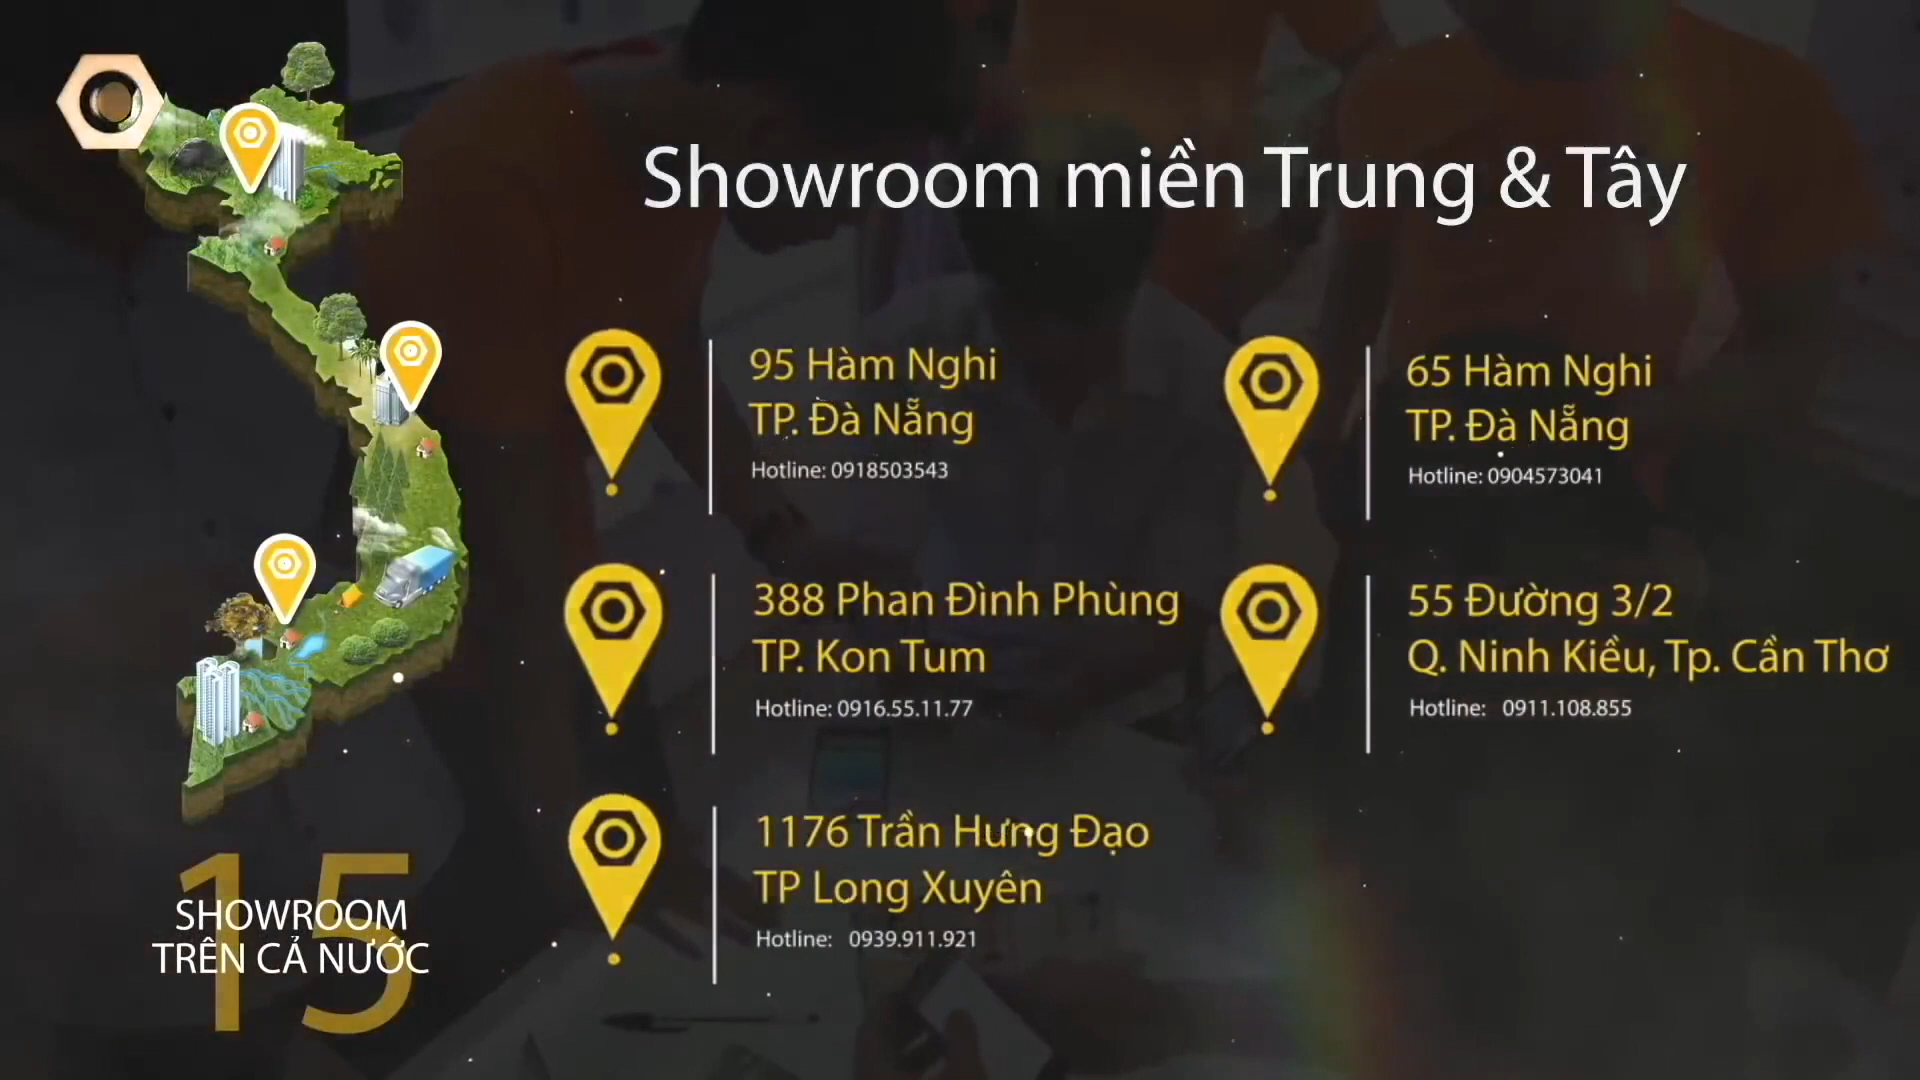 Showroom miền Trung & Tây
95 Hàm Nghi
TP. Đà Nẵng
Hotline: 0918503543
65 Hàm Nghi
TP. Đà Nẵng
Hotline: 0904573041
388 Phan Đình Phùng
TP. Kon Tum
Hotline: 0916.55.11.77
55 Đường 3/2
Q. Ninh Kiều, Tp. Cần Thơ
Hotline: 0911.108.855
1176 Trần Hưng Đạo
TP Long Xuyên
Hotline: 0939.911.921
15
SHOWROOM
TRÊN CẢ NƯỚC